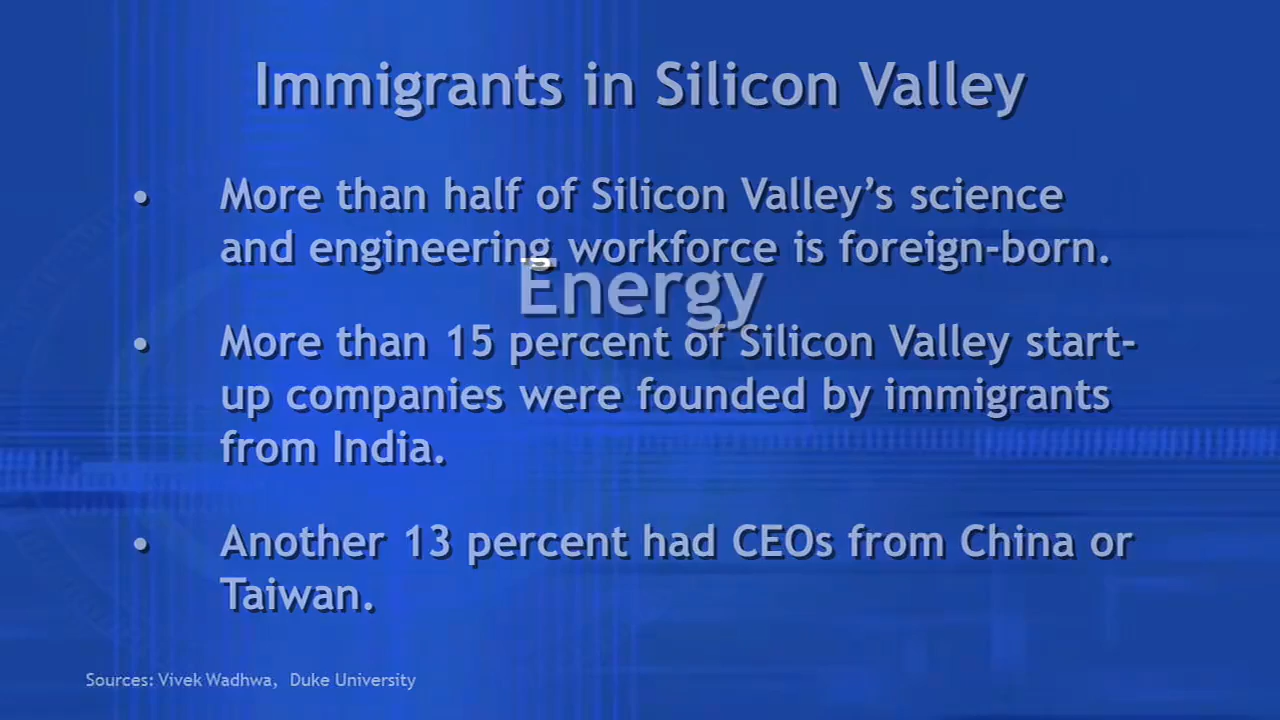 Immigrants in Silicon Valley
• More than half of Silicon Valley’s science
and engineering workforce is foreign-born.
Energy
• More than 15 percent of Silicon Valley start-
up companies were founded by immigrants
from India.
• Another 13 percent had CEOs from China or
Taiwan.
Sources: Vivek Wadhwa, Duke University